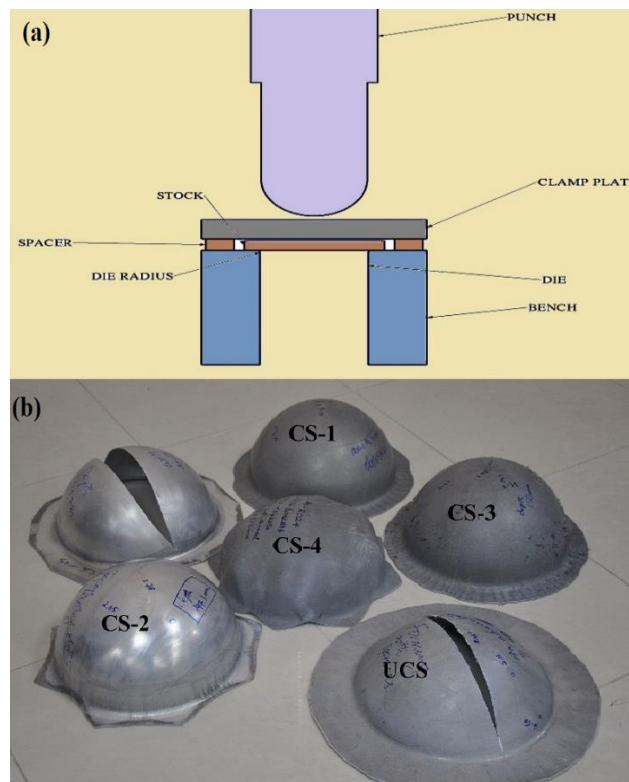 (a)
PUNCH
STOCK
CLAMP PLAT
SPACER
DIE RADIUS
DIE
BENCH
(b)
CS-1
CS-3
CS-4
CS-2
UCS